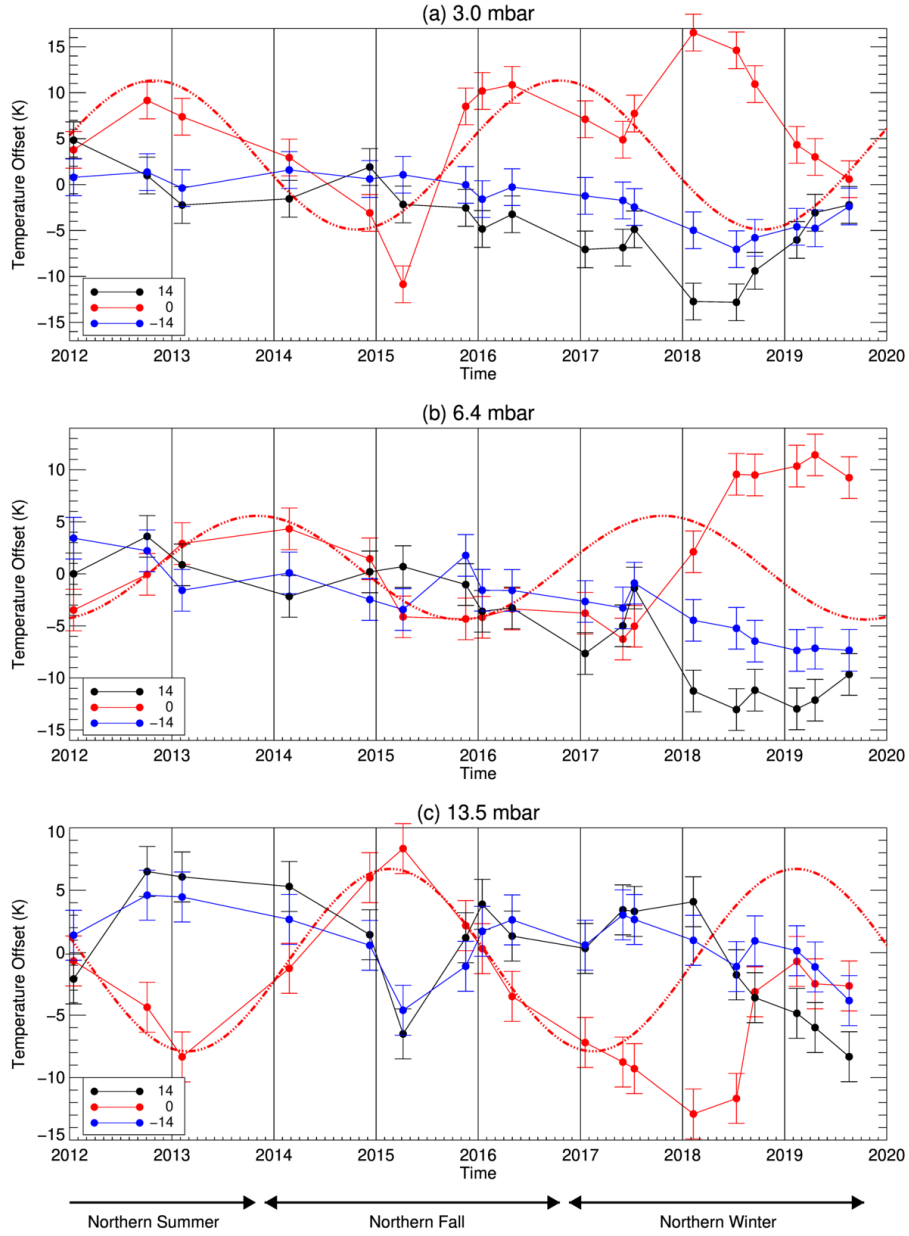 (a) 3.0 mbar
Temperature Offset (K)
15
10
5
0
−5
−10
−15
14
0
−14
2012 2013 2014 2015 2016 2017 2018 2019 2020
Time
(b) 6.4 mbar
Temperature Offset (K)
10
5
0
−5
−10
−15
14
0
−14
2012 2013 2014 2015 2016 2017 2018 2019 2020
Time
(c) 13.5 mbar
Temperature Offset (K)
10
5
0
−5
−10
−15
14
0
−14
2012 2013 2014 2015 2016 2017 2018 2019 2020
Time
Northern Summer Northern Fall Northern Winter